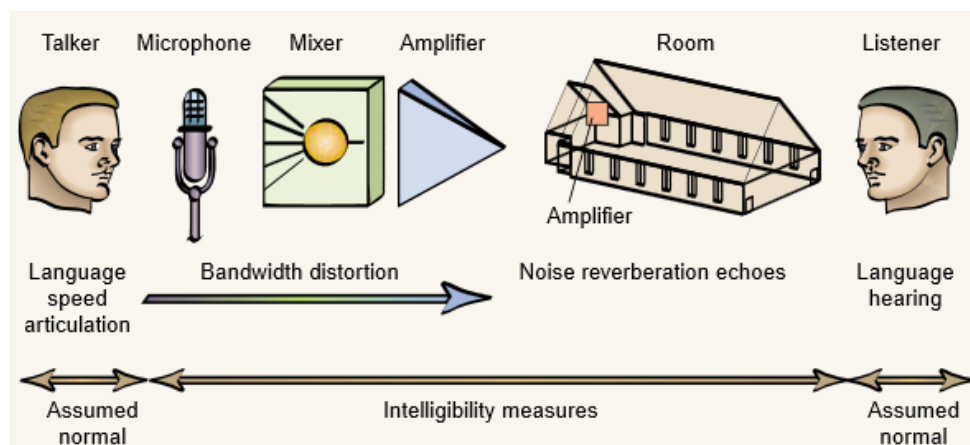 Talker
Microphone
Mixer
Amplifier
Room
Listener
Amplifier
Language
speed
articulation
Bandwidth distortion
Noise reverberation echoes
Language
hearing
Assumed
normal
Intelligibility measures
Assumed
normal